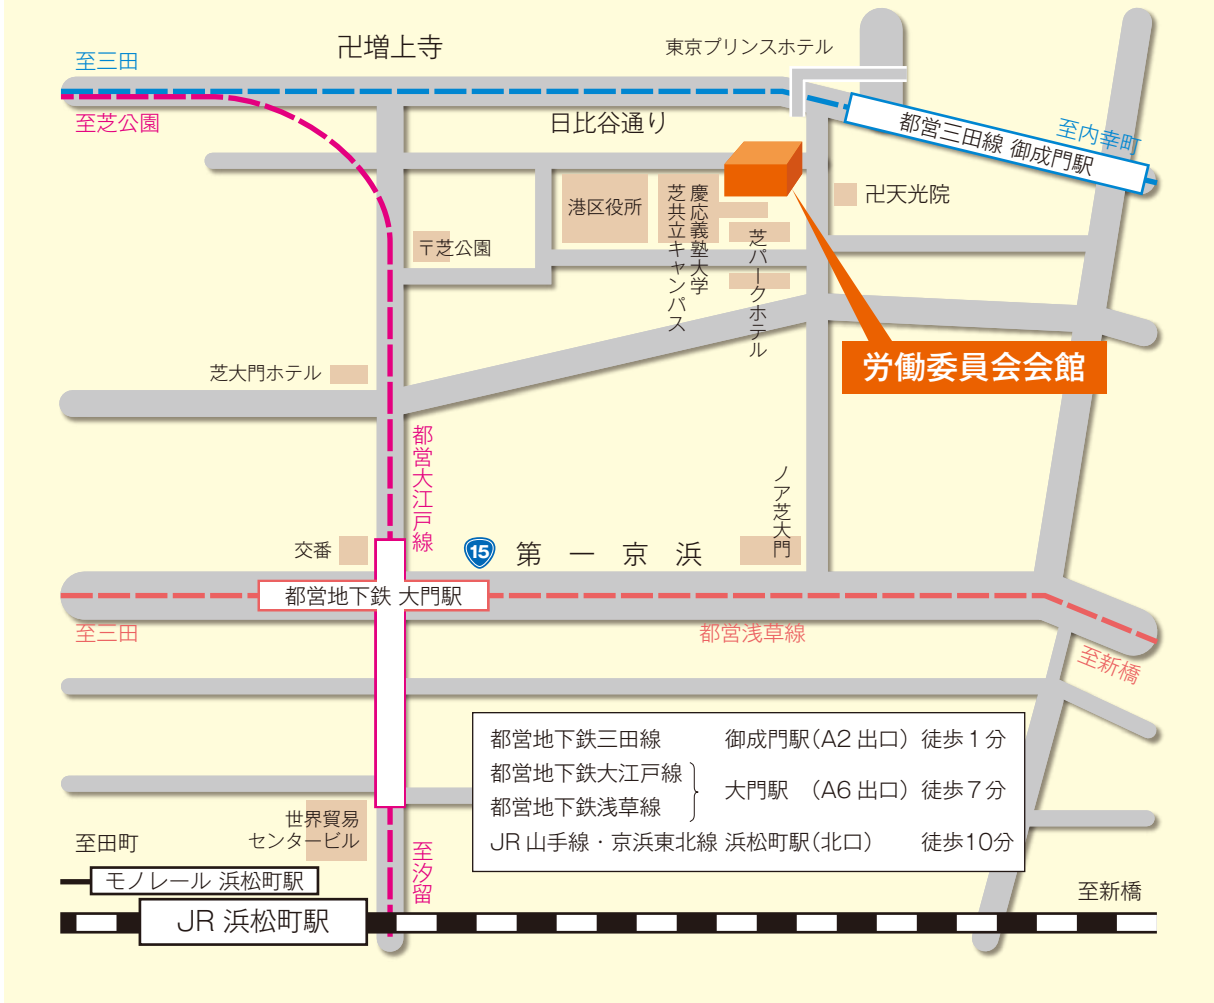 卍増上寺
東京プリンスホテル
至三田
至芝公園
日比谷通り
都営三田線 御成門駅
至内幸町
港区役所
慶応義塾大学
芝共立キャンパス
卍天光院
〒芝公園
芝パークホテル
労働委員会会館
芝大門ホテル
都営大江戸線
ノア芝大門
交番
15
第一京浜
都営地下鉄 大門駅
至三田
都営浅草線
至新橋
都営地下鉄三田線 御成門駅(A2出口) 徒歩1分
都営地下鉄大江戸線
都営地下鉄浅草線
大門駅 (A6出口) 徒歩7分
JR山手線・京浜東北線 浜松町駅(北口) 徒歩10分
世界貿易
センタービル
至田町
至汐留
モノレール 浜松町駅
至新橋
JR 浜松町駅